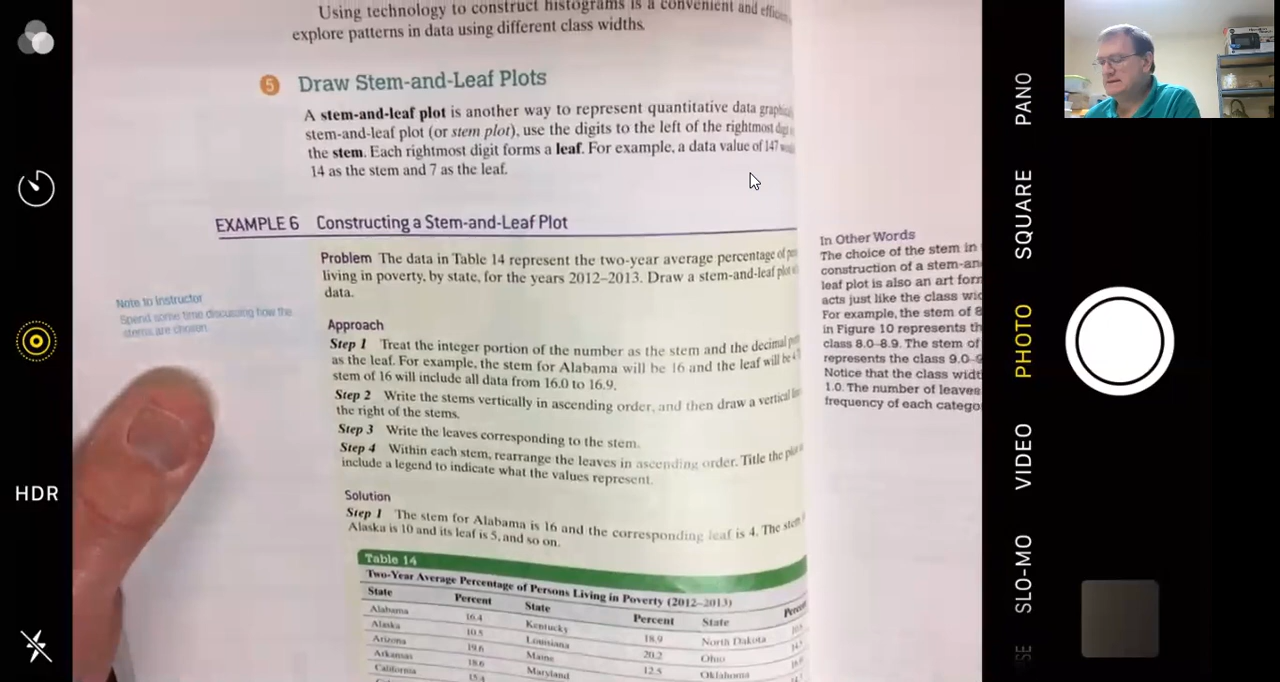 Using technology to construct histograms is a convenient and
explore patterns in data using different class widths.
5 Draw Stem-and-Leaf Plots
A stem-and-leaf plot is another way to represent quantitative data
stem-and-leaf plot (or stem plot), use the digits to the left of the rightmost
the stem. Each rightmost digit forms a leaf. For example, a data value of 147
14 as the stem and 7 as the leaf.
EXAMPLE 6 Constructing a Stem-and-Leaf Plot
Problem The data in Table 14 represent the two-year average percentage of
living in poverty, by state, for the years 2012–2013. Draw a stem-and-leaf plot
data.
Note to Instructor
Spend some time discussing how the
stems are chosen.
Approach
Step 1 Treat the integer portion of the number as the stem and the decimal
as the leaf. For example, the stem for Alabama will be 16 and the leaf will be
stem of 16 will include all data from 16.0 to 16.9.
Step 2 Write the stems vertically in ascending order, and then draw a vertical
the right of the stems.
Step 3 Write the leaves corresponding to the stem.
Step 4 Within each stem, rearrange the leaves in ascending order. Title the
include a legend to indicate what the values represent.
Solution
Step 1 The stem for Alabama is 16 and the corresponding leaf is 4. The stem
Alaska is 10 and its leaf is 5, and so on.
Table 14
Two-Year Average Percentage of Persons Living in Poverty (2012–2013)
State Percent State Percent State
Alabama 16.4 Kentucky 18.9 North Dakota
Alaska 10.5 Louisiana 20.2 Ohio
Arizona 19.6 Maine 12.5 Oklahoma
Arkansas 18.6 Maryland
California 15.4
In Other Words
The choice of the stem in
construction of a
leaf plot is also an art
acts just like the class
For example, the stem of 8
in Figure 10 represents
class 8.0–8.9. The stem of
represents the class
Notice that the class
1.0. The number of leaves
frequency of each
HDR
PANO
SQUARE
PHOTO
VIDEO
SLO-MO
SE